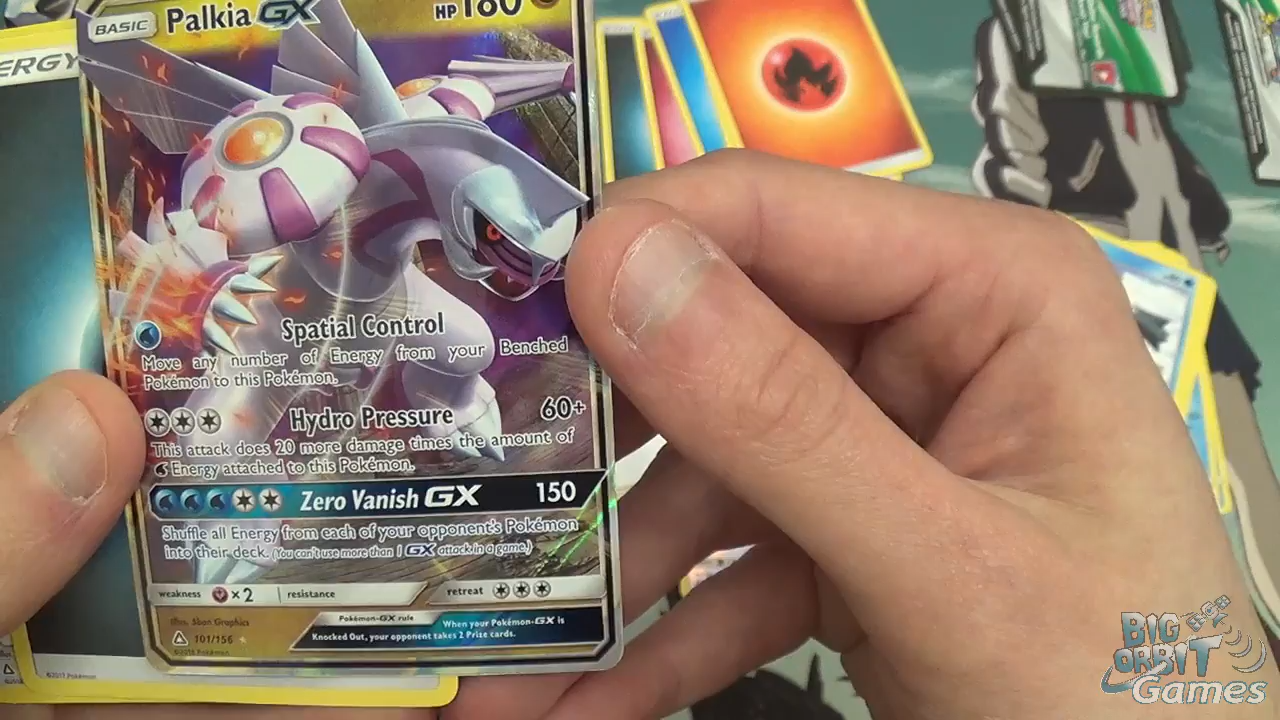 BASIC Palkia GX HP 180
ERGY
Spatial Control
Move any number of Energy from your Benched
Pokémon to this Pokémon.
Hydro Pressure 60+
This attack does 20 more damage times the amount of
Energy attached to this Pokémon.
Zero Vanish GX 150
Shuffle all Energy from each of your opponent's Pokémon
into their deck. (You can't use more than 1 GX attack in a game.)
weakness ×2 resistance retreat
Pokémon-GX rule When your Pokémon-GX is
Knocked Out, your opponent takes 2 Prize cards.
Illus. 5ban Graphics
101/156
©2018 Pokémon
©2017 Pokémon
BIG
ORBIT
Games